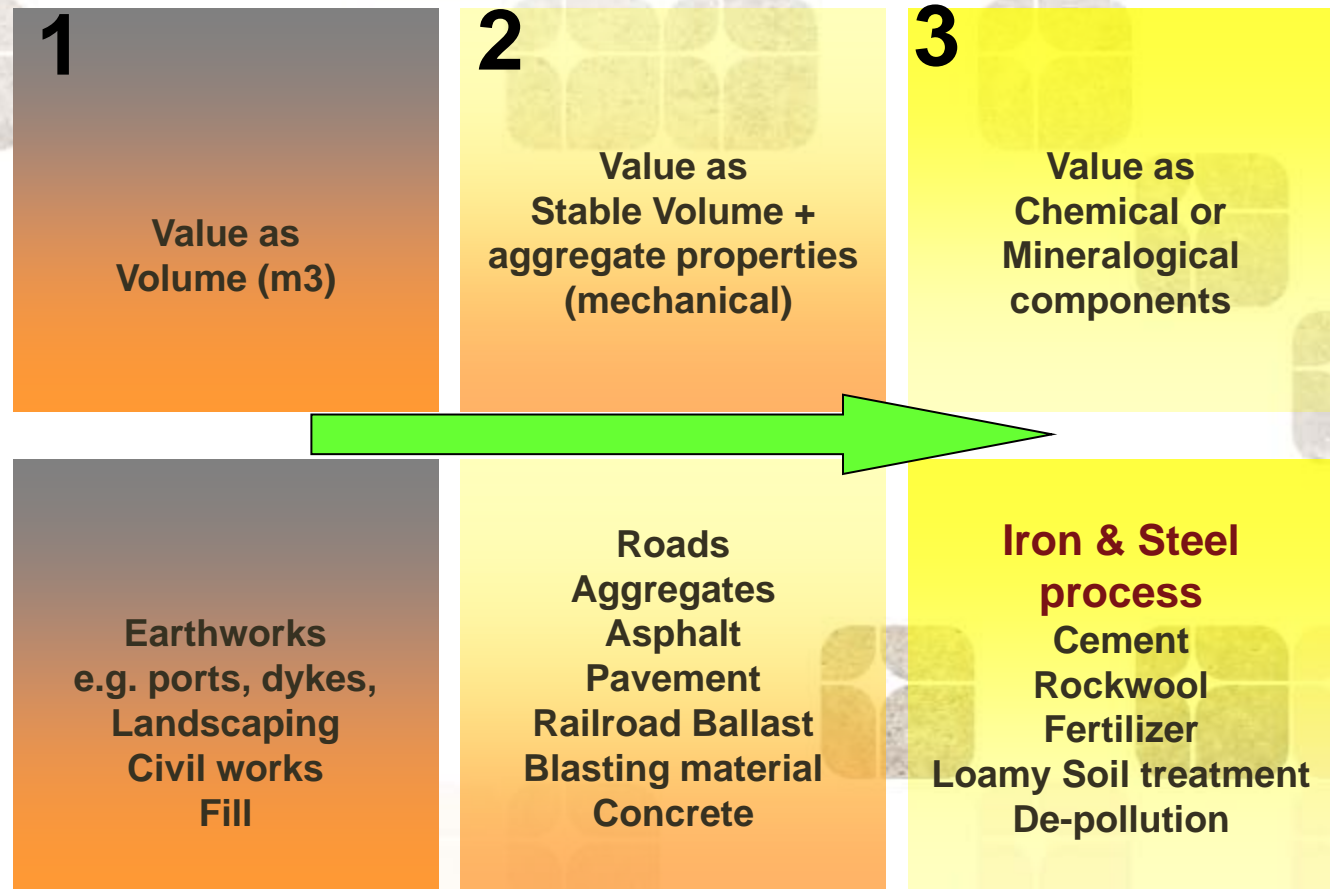 1
Value as
Volume (m3)
2
Value as
Stable Volume +
aggregate properties
(mechanical)
3
Value as
Chemical or
Mineralogical
components
Earthworks
e.g. ports, dykes,
Landscaping
Civil works
Fill
Roads
Aggregates
Asphalt
Pavement
Railroad Ballast
Blasting material
Concrete
Iron & Steel
process
Cement
Rockwool
Fertilizer
Loamy Soil treatment
De-pollution